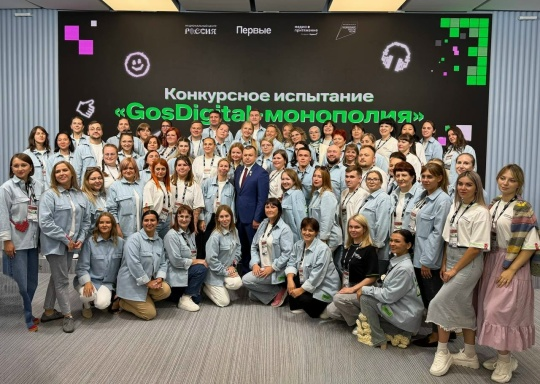 РОССИЯ
Первые
Конкурсное испытание
«GosDigital-монополия»